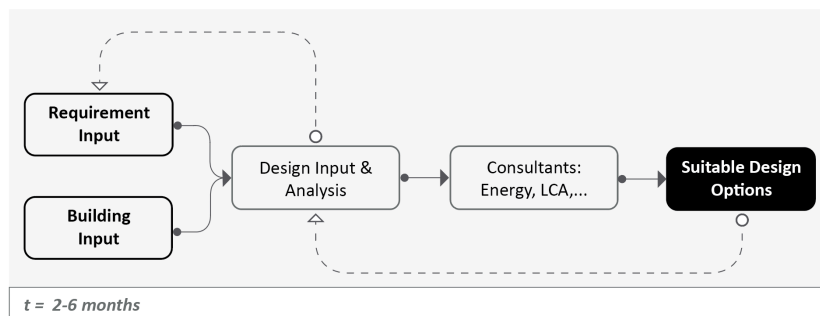 Requirement
Input
Building
Input
Design Input &
Analysis
Consultants:
Energy, LCA,...
Suitable Design
Options
t = 2-6 months